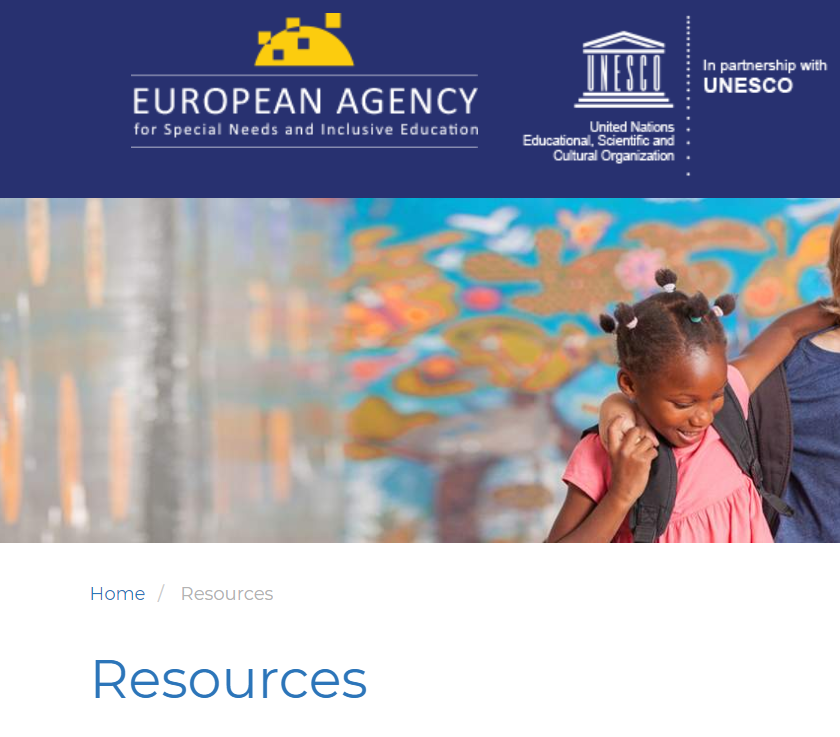 EUROPEAN AGENCY
for Special Needs and Inclusive Education
UNESCO
United Nations
Educational, Scientific and
Cultural Organization
In partnership with
UNESCO
Home / Resources
Resources